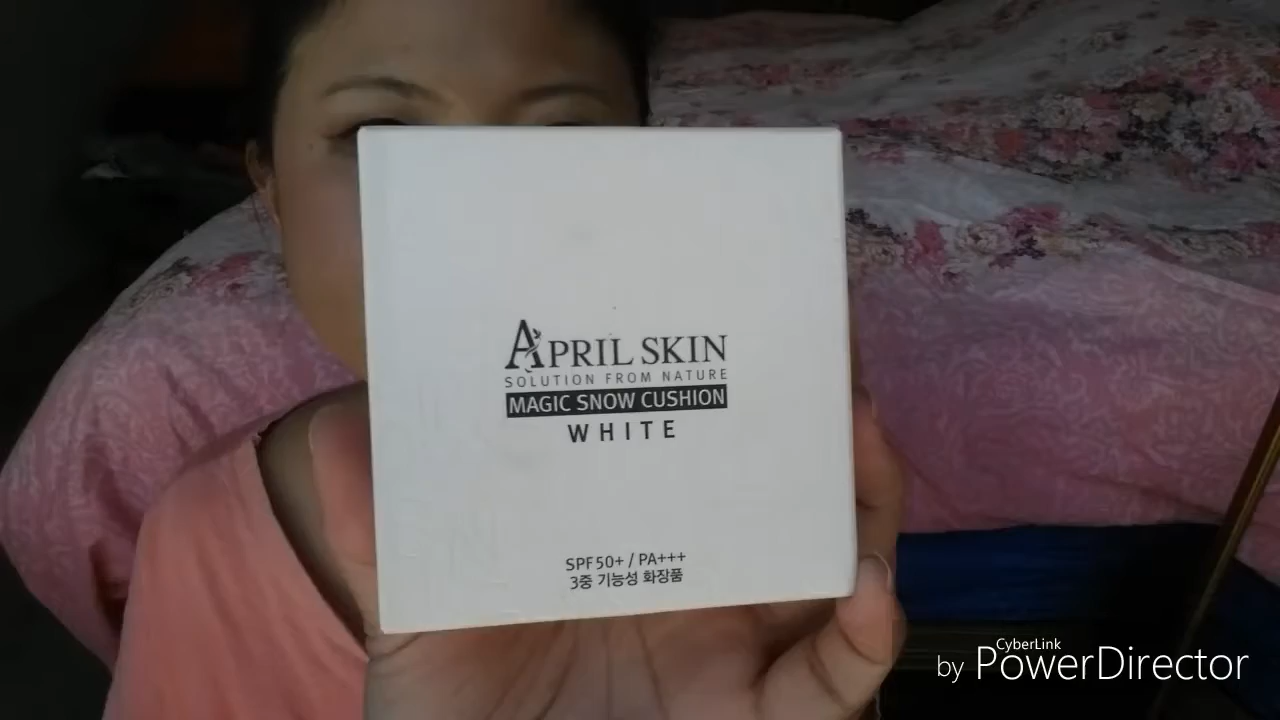 APRIL SKIN
SOLUTION FROM NATURE
MAGIC SNOW CUSHION
WHITE
SPF50+ / PA+++
3중 기능성 화장품
CyberLink
by PowerDirector